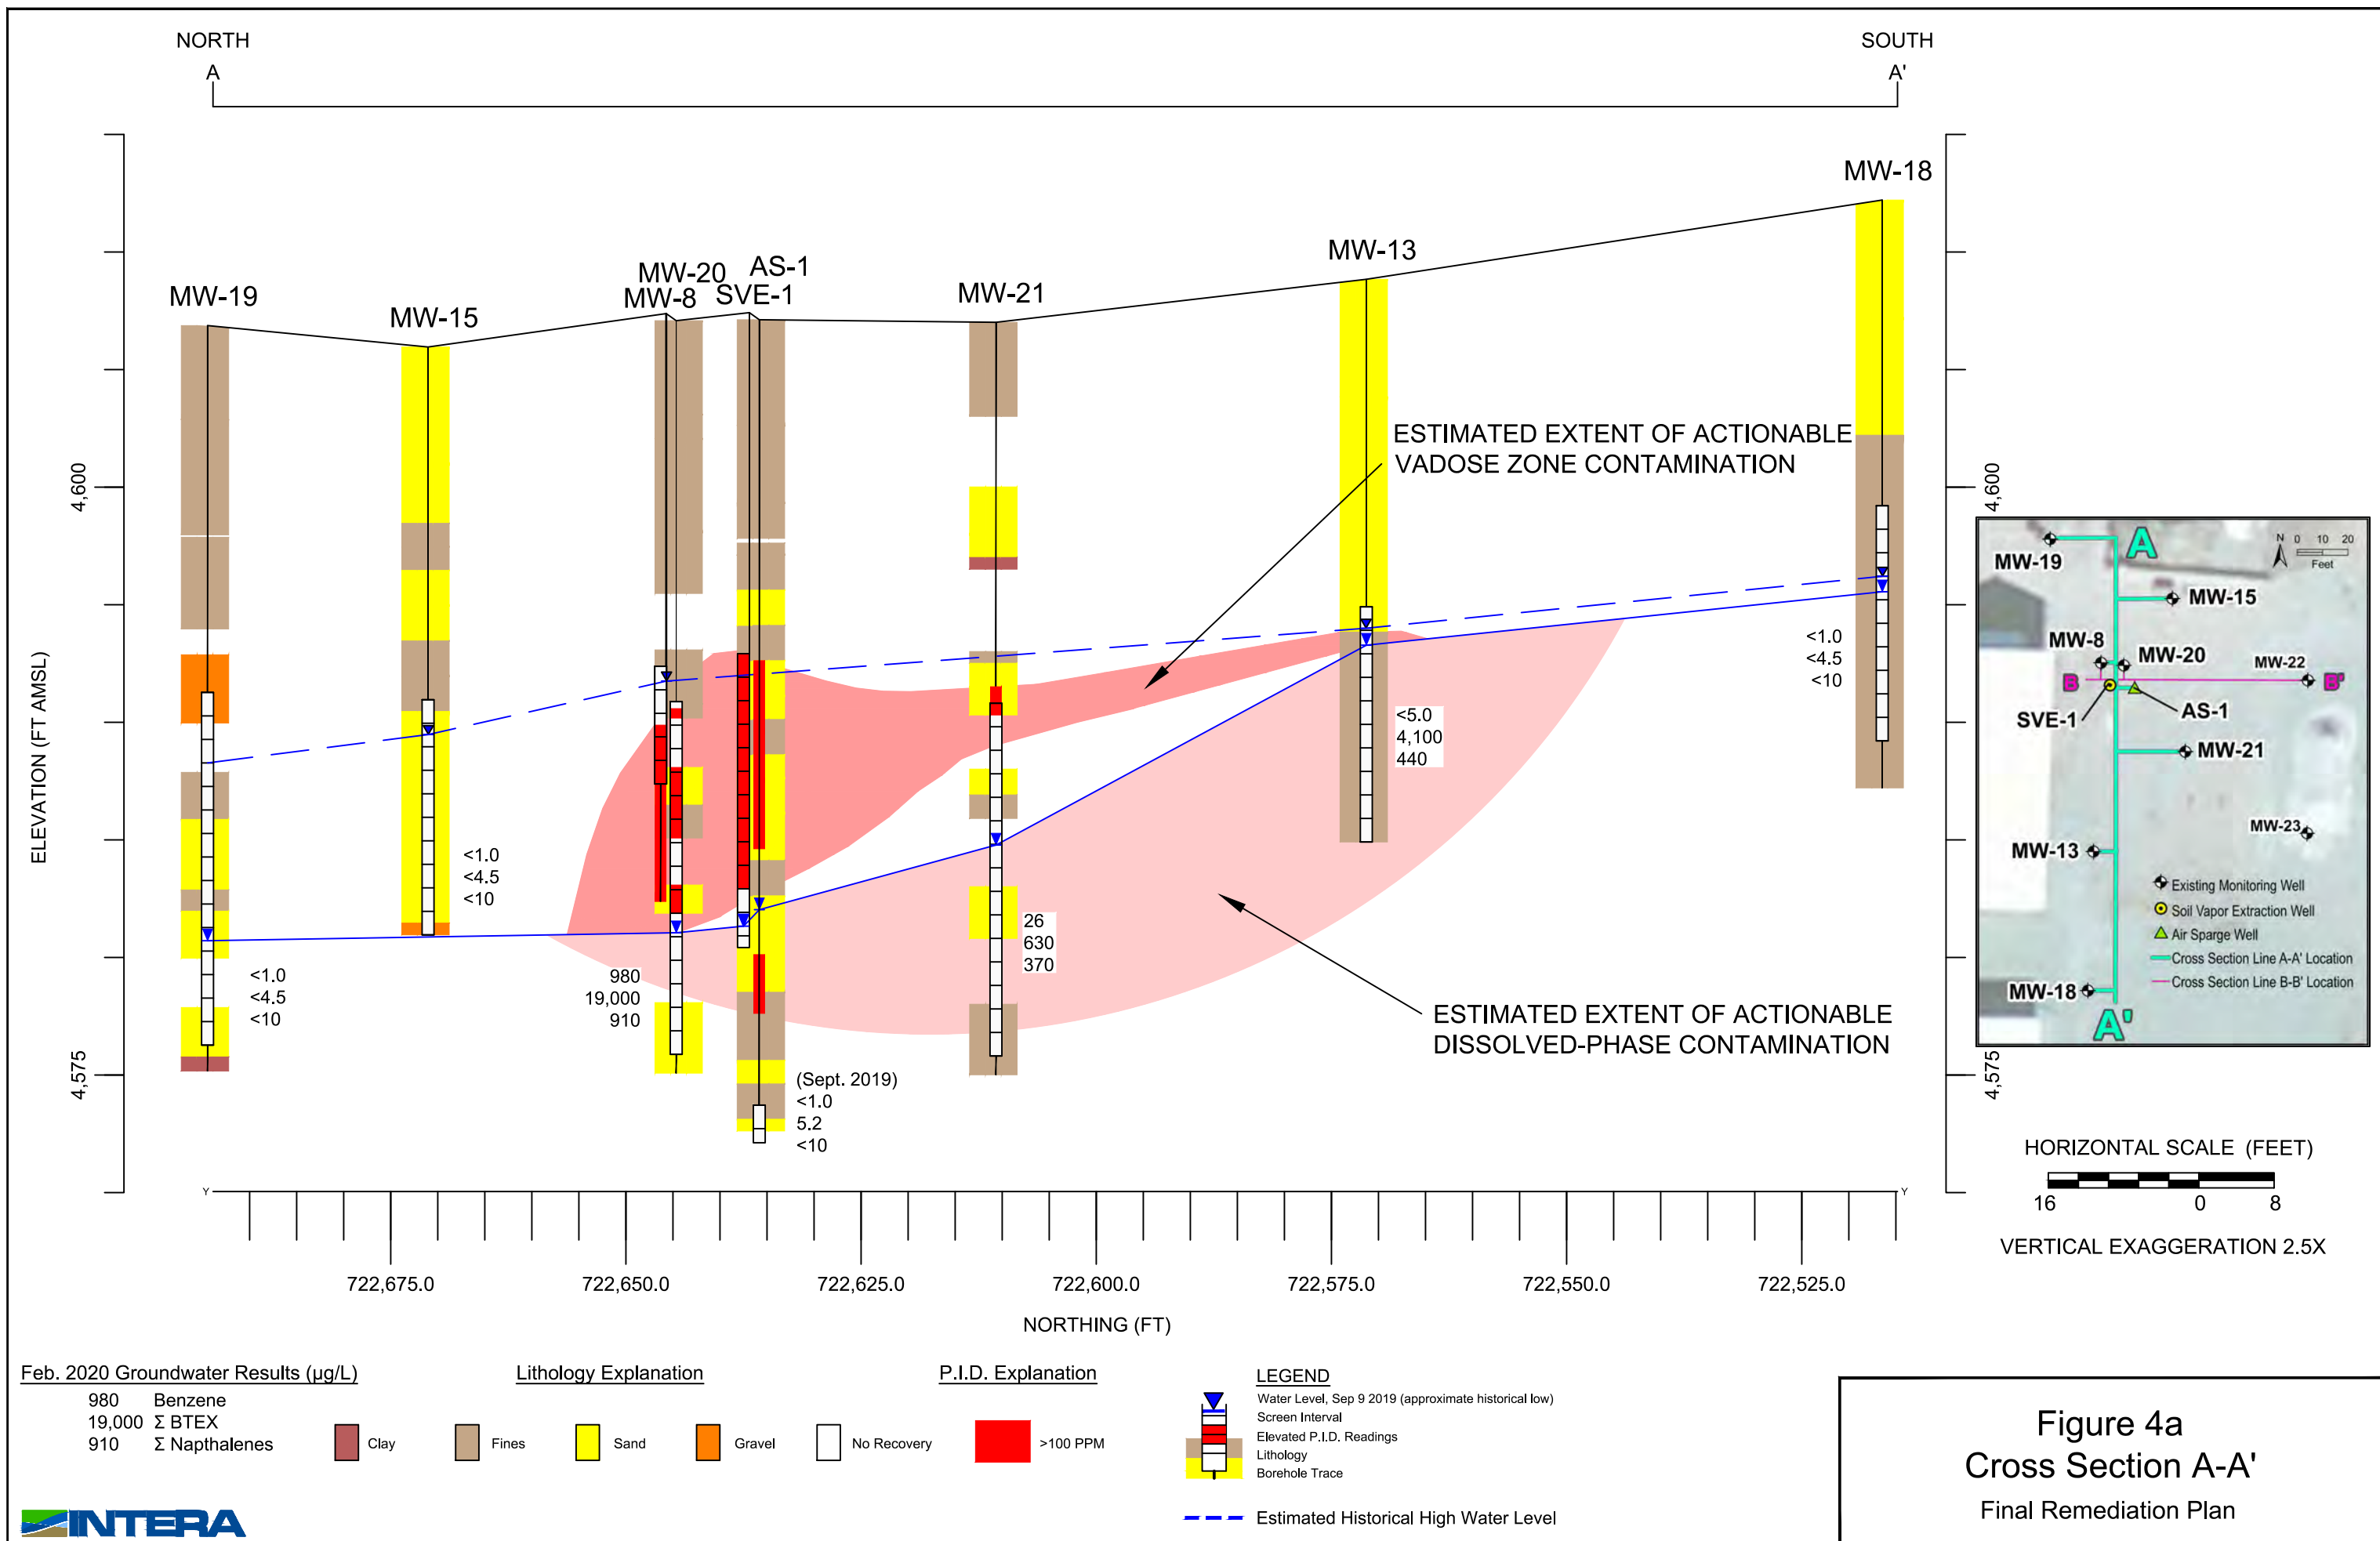 NORTH
A
SOUTH
A'
MW-19
MW-15
MW-20
MW-8
AS-1
SVE-1
MW-21
MW-13
MW-18
ELEVATION (FT AMSL)
4,600
4,575
4,600
4,575
ESTIMATED EXTENT OF ACTIONABLE
VADOSE ZONE CONTAMINATION
ESTIMATED EXTENT OF ACTIONABLE
DISSOLVED-PHASE CONTAMINATION
<1.0
<4.5
<10
<1.0
<4.5
<10
980
19,000
910
(Sept. 2019)
<1.0
5.2
<10
26
630
370
<5.0
4,100
440
<1.0
<4.5
<10
Y
Y
722,675.0
722,650.0
722,625.0
722,600.0
722,575.0
722,550.0
722,525.0
NORTHING (FT)
A
N
0 10 20
Feet
MW-19
MW-15
MW-8
MW-20
MW-22
B
B'
SVE-1
AS-1
MW-21
MW-23
MW-13
MW-18
A'
Existing Monitoring Well
Soil Vapor Extraction Well
Air Sparge Well
Cross Section Line A-A' Location
Cross Section Line B-B' Location
HORIZONTAL SCALE (FEET)
16 0 8
VERTICAL EXAGGERATION 2.5X
Feb. 2020 Groundwater Results (µg/L)
980 Benzene
19,000 Σ BTEX
910 Σ Napthalenes
Lithology Explanation
Clay
Fines
Sand
Gravel
No Recovery
P.I.D. Explanation
>100 PPM
LEGEND
Water Level, Sep 9 2019 (approximate historical low)
Screen Interval
Elevated P.I.D. Readings
Lithology
Borehole Trace
Estimated Historical High Water Level
INTERA
Figure 4a
Cross Section A-A'
Final Remediation Plan